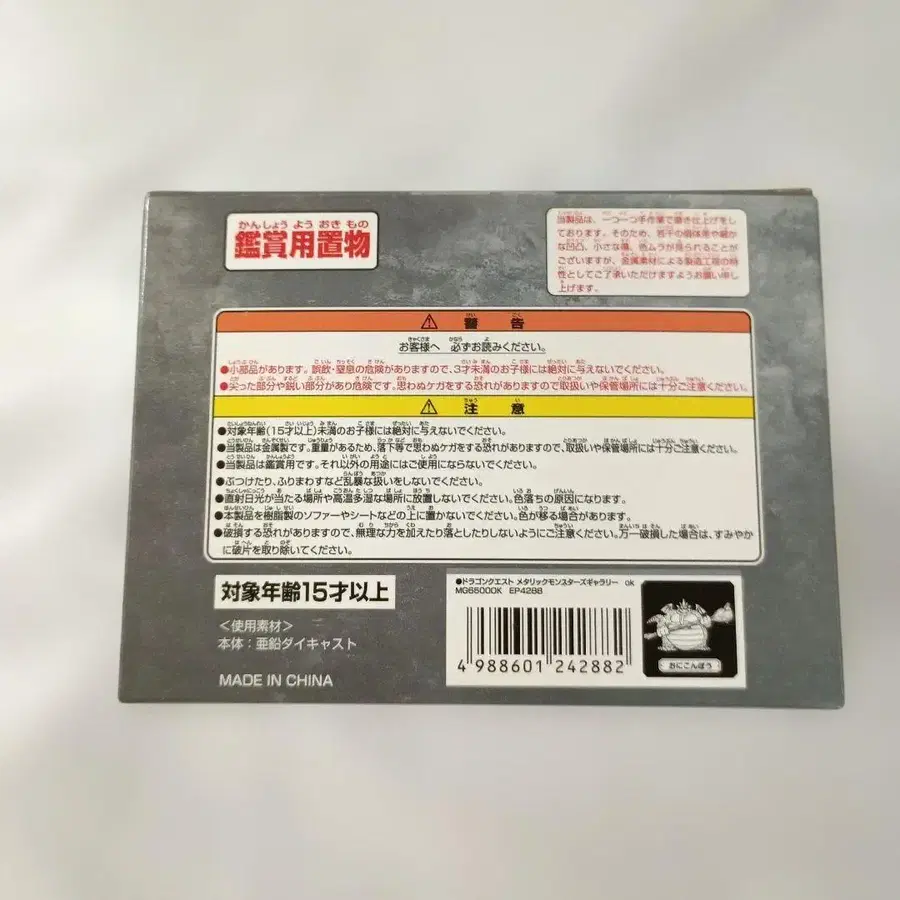 かんしょう よう おき もの
鑑賞用置物
当製品は、一つ一つ手作業で磨き仕上げをし
ております。そのため、若干の個体差や細か
な凹凸、小さな傷、色ムラが見られることが
ございますが、金属素材による製造工程の特
性としてご了承いただけますようお願い申し
上げます。
⚠ 警告
お客様へ 必ずお読みください。
●小部品があります。誤飲・窒息の危険がありますので、3才未満のお子様には絶対に与えないでください。
●尖った部分や鋭い部分があり危険です。思わぬケガをする恐れがありますので取扱いや保管場所には十分ご注意ください。
⚠ 注意
●対象年齢(15才以上)未満のお子様には絶対に与えないでください。
●当製品は金属製です。重量があるため、落下等で思わぬケガをする恐れがありますので、取扱いや保管場所には十分ご注意ください。
●当製品は鑑賞用です。それ以外の用途にはご使用にならないでください。
●ぶつけたり、ふりまわすなど乱暴な扱いをしないでください。
●直射日光が当たる場所や高温多湿な場所に放置しないでください。色落ちの原因になります。
●本製品を樹脂製のソファーやシートなどの上に置かないでください。色が移る場合があります。
●破損する恐れがありますので、無理な力を加えたり落としたりしないようにご注意ください。万一破損した場合は、すみやか
に破片を取り除いてください。
対象年齢15才以上
<使用素材>
本体:亜鉛ダイキャスト
MADE IN CHINA
●ドラゴンクエスト メタリックモンスターズギャラリー ok
MG6600OK EP42BB
4 988601 242882
おにこんぼう